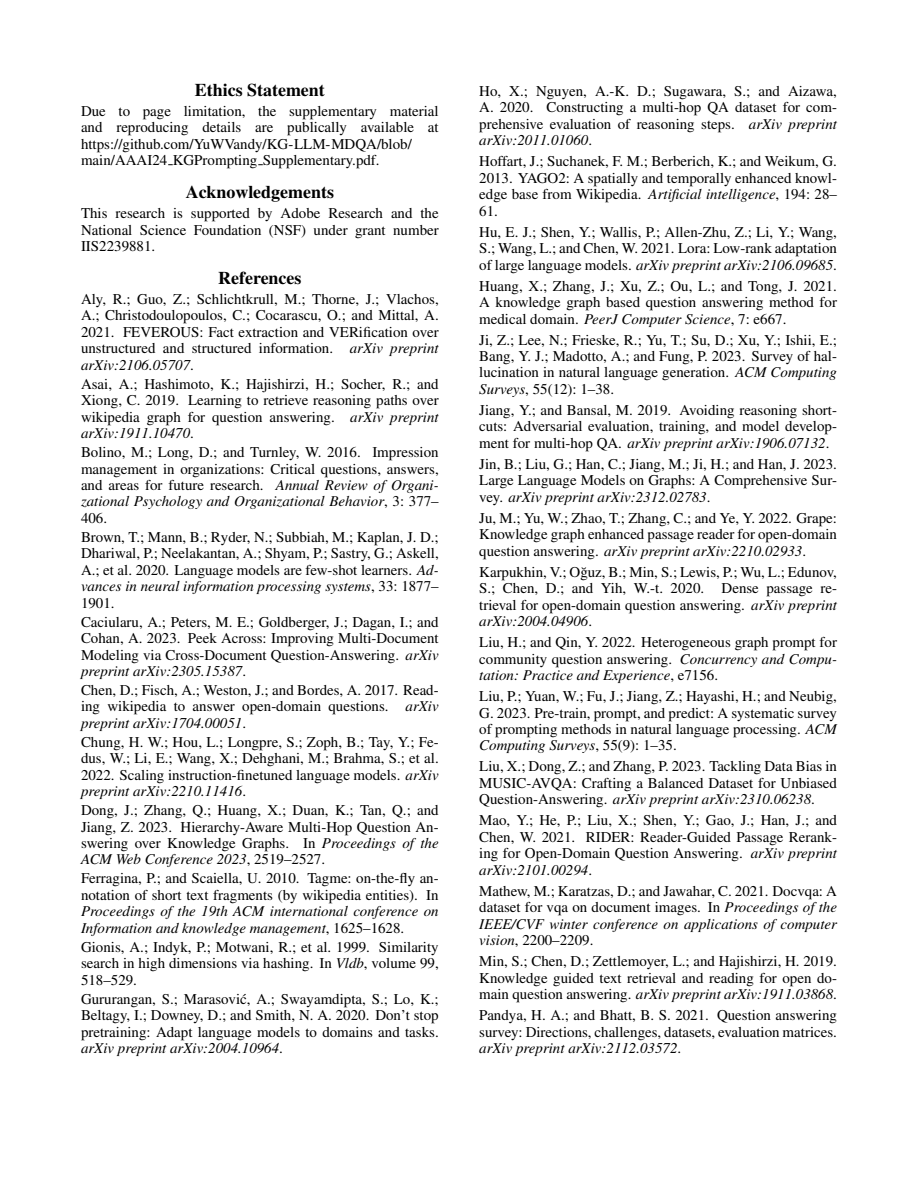 Ethics Statement
Due to page limitation, the supplementary material
and reproducing details are publically available at
https://github.com/YuWVandy/KG-LLM-MDQA/blob/
main/AAAI24_KGPrompting_Supplementary.pdf.
Acknowledgements
This research is supported by Adobe Research and the
National Science Foundation (NSF) under grant number
IIS2239881.
References
Aly, R.; Guo, Z.; Schlichtkrull, M.; Thorne, J.; Vlachos,
A.; Christodoulopoulos, C.; Cocarascu, O.; and Mittal, A.
2021. FEVEROUS: Fact extraction and VERification over
unstructured and structured information. arXiv preprint
arXiv:2106.05707.
Asai, A.; Hashimoto, K.; Hajishirzi, H.; Socher, R.; and
Xiong, C. 2019. Learning to retrieve reasoning paths over
wikipedia graph for question answering. arXiv preprint
arXiv:1911.10470.
Bolino, M.; Long, D.; and Turnley, W. 2016. Impression
management in organizations: Critical questions, answers,
and areas for future research. Annual Review of Organi-
zational Psychology and Organizational Behavior, 3: 377–
406.
Brown, T.; Mann, B.; Ryder, N.; Subbiah, M.; Kaplan, J. D.;
Dhariwal, P.; Neelakantan, A.; Shyam, P.; Sastry, G.; Askell,
A.; et al. 2020. Language models are few-shot learners. Ad-
vances in neural information processing systems, 33: 1877–
1901.
Caciularu, A.; Peters, M. E.; Goldberger, J.; Dagan, I.; and
Cohan, A. 2023. Peek Across: Improving Multi-Document
Modeling via Cross-Document Question-Answering. arXiv
preprint arXiv:2305.15387.
Chen, D.; Fisch, A.; Weston, J.; and Bordes, A. 2017. Read-
ing wikipedia to answer open-domain questions. arXiv
preprint arXiv:1704.00051.
Chung, H. W.; Hou, L.; Longpre, S.; Zoph, B.; Tay, Y.; Fe-
dus, W.; Li, E.; Wang, X.; Dehghani, M.; Brahma, S.; et al.
2022. Scaling instruction-finetuned language models. arXiv
preprint arXiv:2210.11416.
Dong, J.; Zhang, Q.; Huang, X.; Duan, K.; Tan, Q.; and
Jiang, Z. 2023. Hierarchy-Aware Multi-Hop Question An-
swering over Knowledge Graphs. In Proceedings of the
ACM Web Conference 2023, 2519–2527.
Ferragina, P.; and Scaiella, U. 2010. Tagme: on-the-fly an-
notation of short text fragments (by wikipedia entities). In
Proceedings of the 19th ACM international conference on
Information and knowledge management, 1625–1628.
Gionis, A.; Indyk, P.; Motwani, R.; et al. 1999. Similarity
search in high dimensions via hashing. In Vldb, volume 99,
518–529.
Gururangan, S.; Marasović, A.; Swayamdipta, S.; Lo, K.;
Beltagy, I.; Downey, D.; and Smith, N. A. 2020. Don’t stop
pretraining: Adapt language models to domains and tasks.
arXiv preprint arXiv:2004.10964.
Ho, X.; Nguyen, A.-K. D.; Sugawara, S.; and Aizawa,
A. 2020. Constructing a multi-hop QA dataset for com-
prehensive evaluation of reasoning steps. arXiv preprint
arXiv:2011.01060.
Hoffart, J.; Suchanek, F. M.; Berberich, K.; and Weikum, G.
2013. YAGO2: A spatially and temporally enhanced knowl-
edge base from Wikipedia. Artificial intelligence, 194: 28–
61.
Hu, E. J.; Shen, Y.; Wallis, P.; Allen-Zhu, Z.; Li, Y.; Wang,
S.; Wang, L.; and Chen, W. 2021. Lora: Low-rank adaptation
of large language models. arXiv preprint arXiv:2106.09685.
Huang, X.; Zhang, J.; Xu, Z.; Ou, L.; and Tong, J. 2021.
A knowledge graph based question answering method for
medical domain. PeerJ Computer Science, 7: e667.
Ji, Z.; Lee, N.; Frieske, R.; Yu, T.; Su, D.; Xu, Y.; Ishii, E.;
Bang, Y. J.; Madotto, A.; and Fung, P. 2023. Survey of hal-
lucination in natural language generation. ACM Computing
Surveys, 55(12): 1–38.
Jiang, Y.; and Bansal, M. 2019. Avoiding reasoning short-
cuts: Adversarial evaluation, training, and model develop-
ment for multi-hop QA. arXiv preprint arXiv:1906.07132.
Jin, B.; Liu, G.; Han, C.; Jiang, M.; Ji, H.; and Han, J. 2023.
Large Language Models on Graphs: A Comprehensive Sur-
vey. arXiv preprint arXiv:2312.02783.
Ju, M.; Yu, W.; Zhao, T.; Zhang, C.; and Ye, Y. 2022. Grape:
Knowledge graph enhanced passage reader for open-domain
question answering. arXiv preprint arXiv:2210.02933.
Karpukhin, V.; Oğuz, B.; Min, S.; Lewis, P.; Wu, L.; Edunov,
S.; Chen, D.; and Yih, W.-t. 2020. Dense passage re-
trieval for open-domain question answering. arXiv preprint
arXiv:2004.04906.
Liu, H.; and Qin, Y. 2022. Heterogeneous graph prompt for
community question answering. Concurrency and Compu-
tation: Practice and Experience, e7156.
Liu, P.; Yuan, W.; Fu, J.; Jiang, Z.; Hayashi, H.; and Neubig,
G. 2023. Pre-train, prompt, and predict: A systematic survey
of prompting methods in natural language processing. ACM
Computing Surveys, 55(9): 1–35.
Liu, X.; Dong, Z.; and Zhang, P. 2023. Tackling Data Bias in
MUSIC-AVQA: Crafting a Balanced Dataset for Unbiased
Question-Answering. arXiv preprint arXiv:2310.06238.
Mao, Y.; He, P.; Liu, X.; Shen, Y.; Gao, J.; Han, J.; and
Chen, W. 2021. RIDER: Reader-Guided Passage Rerank-
ing for Open-Domain Question Answering. arXiv preprint
arXiv:2101.00294.
Mathew, M.; Karatzas, D.; and Jawahar, C. 2021. Docvqa: A
dataset for vqa on document images. In Proceedings of the
IEEE/CVF winter conference on applications of computer
vision, 2200–2209.
Min, S.; Chen, D.; Zettlemoyer, L.; and Hajishirzi, H. 2019.
Knowledge guided text retrieval and reading for open do-
main question answering. arXiv preprint arXiv:1911.03868.
Pandya, H. A.; and Bhatt, B. S. 2021. Question answering
survey: Directions, challenges, datasets, evaluation matrices.
arXiv preprint arXiv:2112.03572.